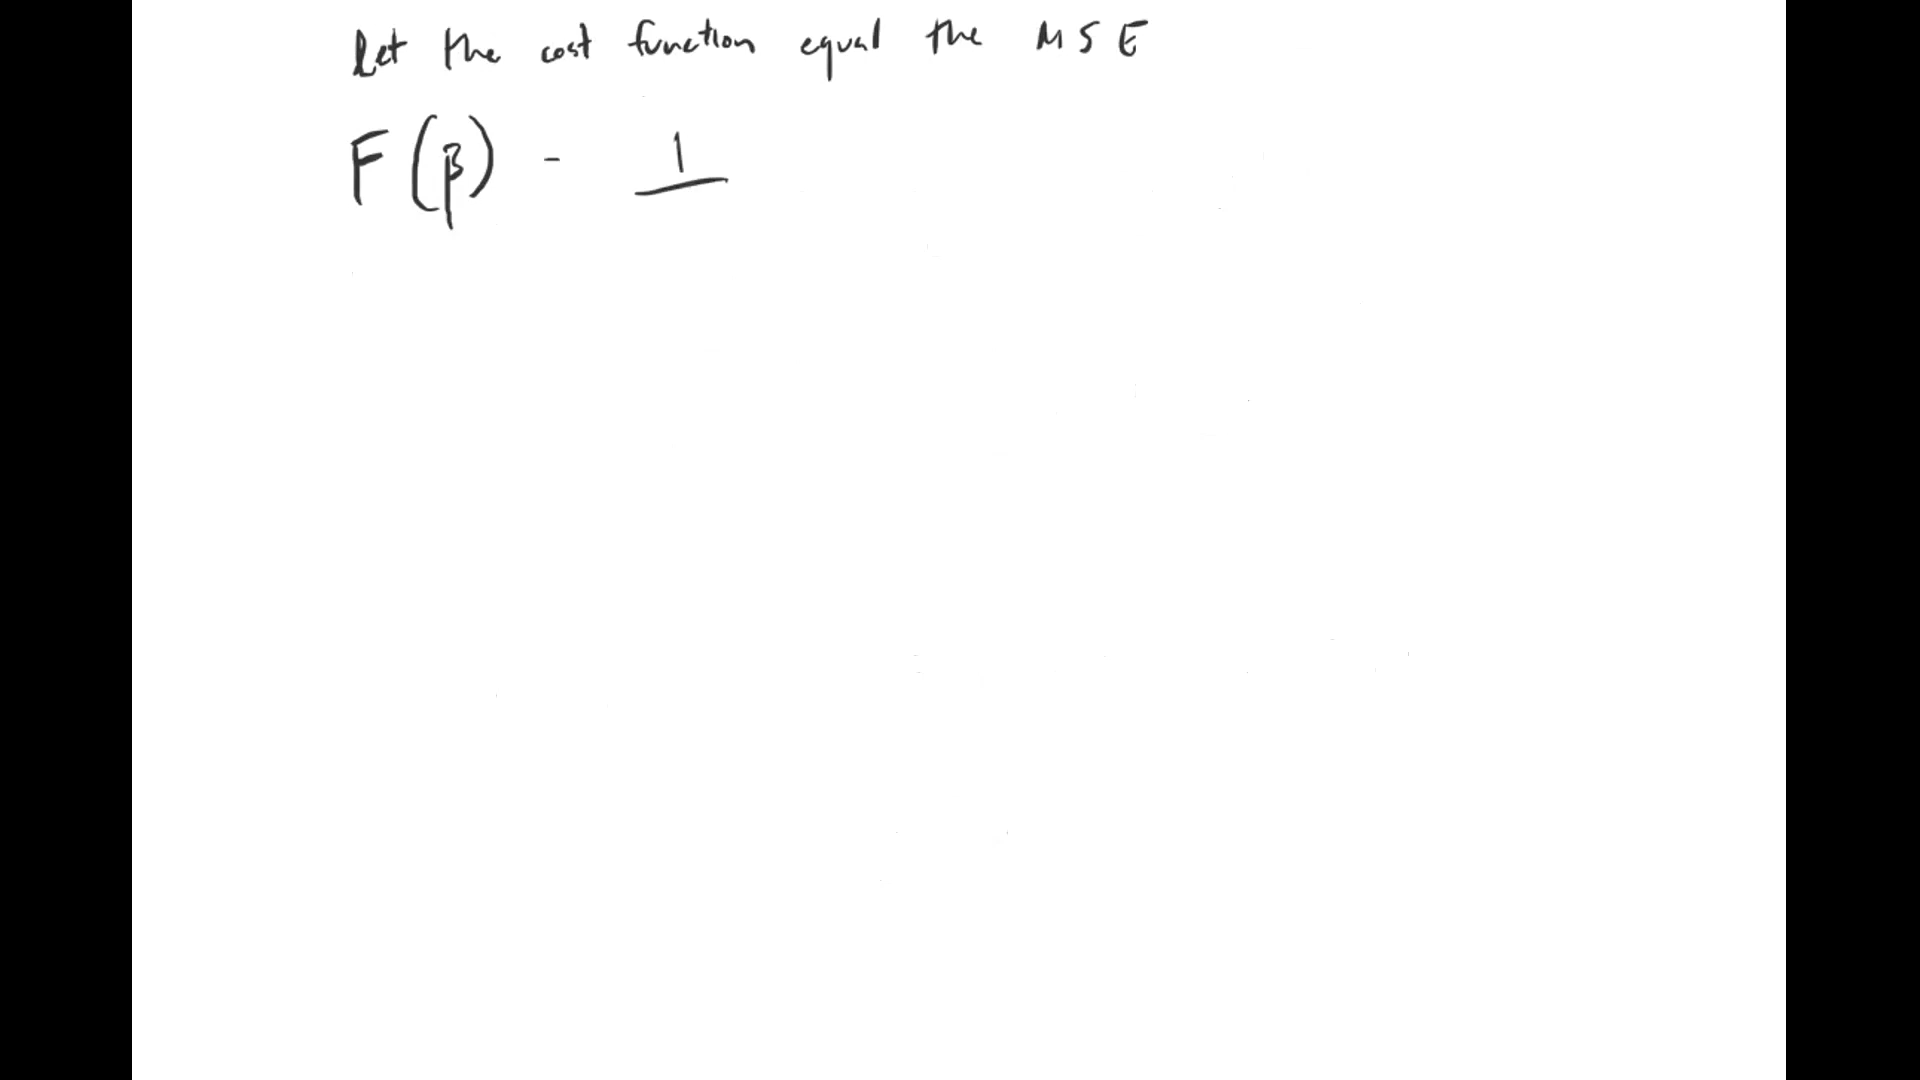 let the cost function equal the MSE
F(β) - 1